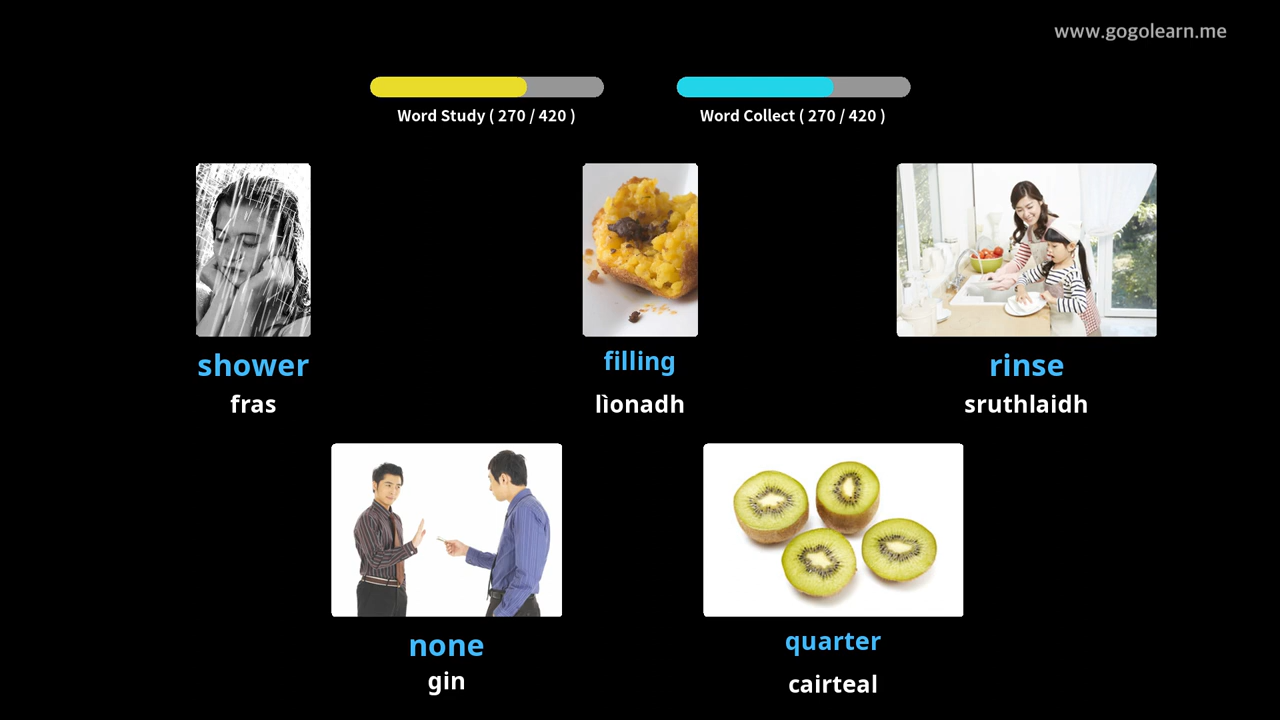 www.gogolearn.me
Word Study ( 270 / 420 )
Word Collect ( 270 / 420 )
shower
fras
filling
lìonadh
rinse
sruthlaidh
none
gin
quarter
cairteal